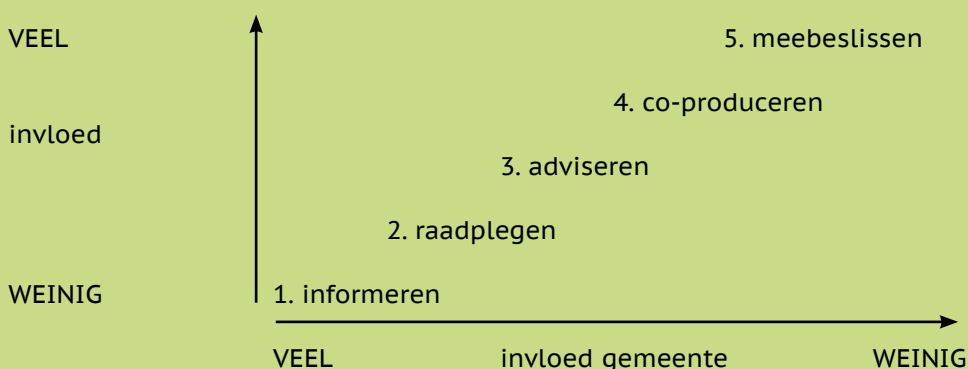 VEEL 5. meebeslissen
4. co-produceren
invloed
3. adviseren
2. raadplegen
WEINIG 1. informeren
VEEL invloed gemeente WEINIG